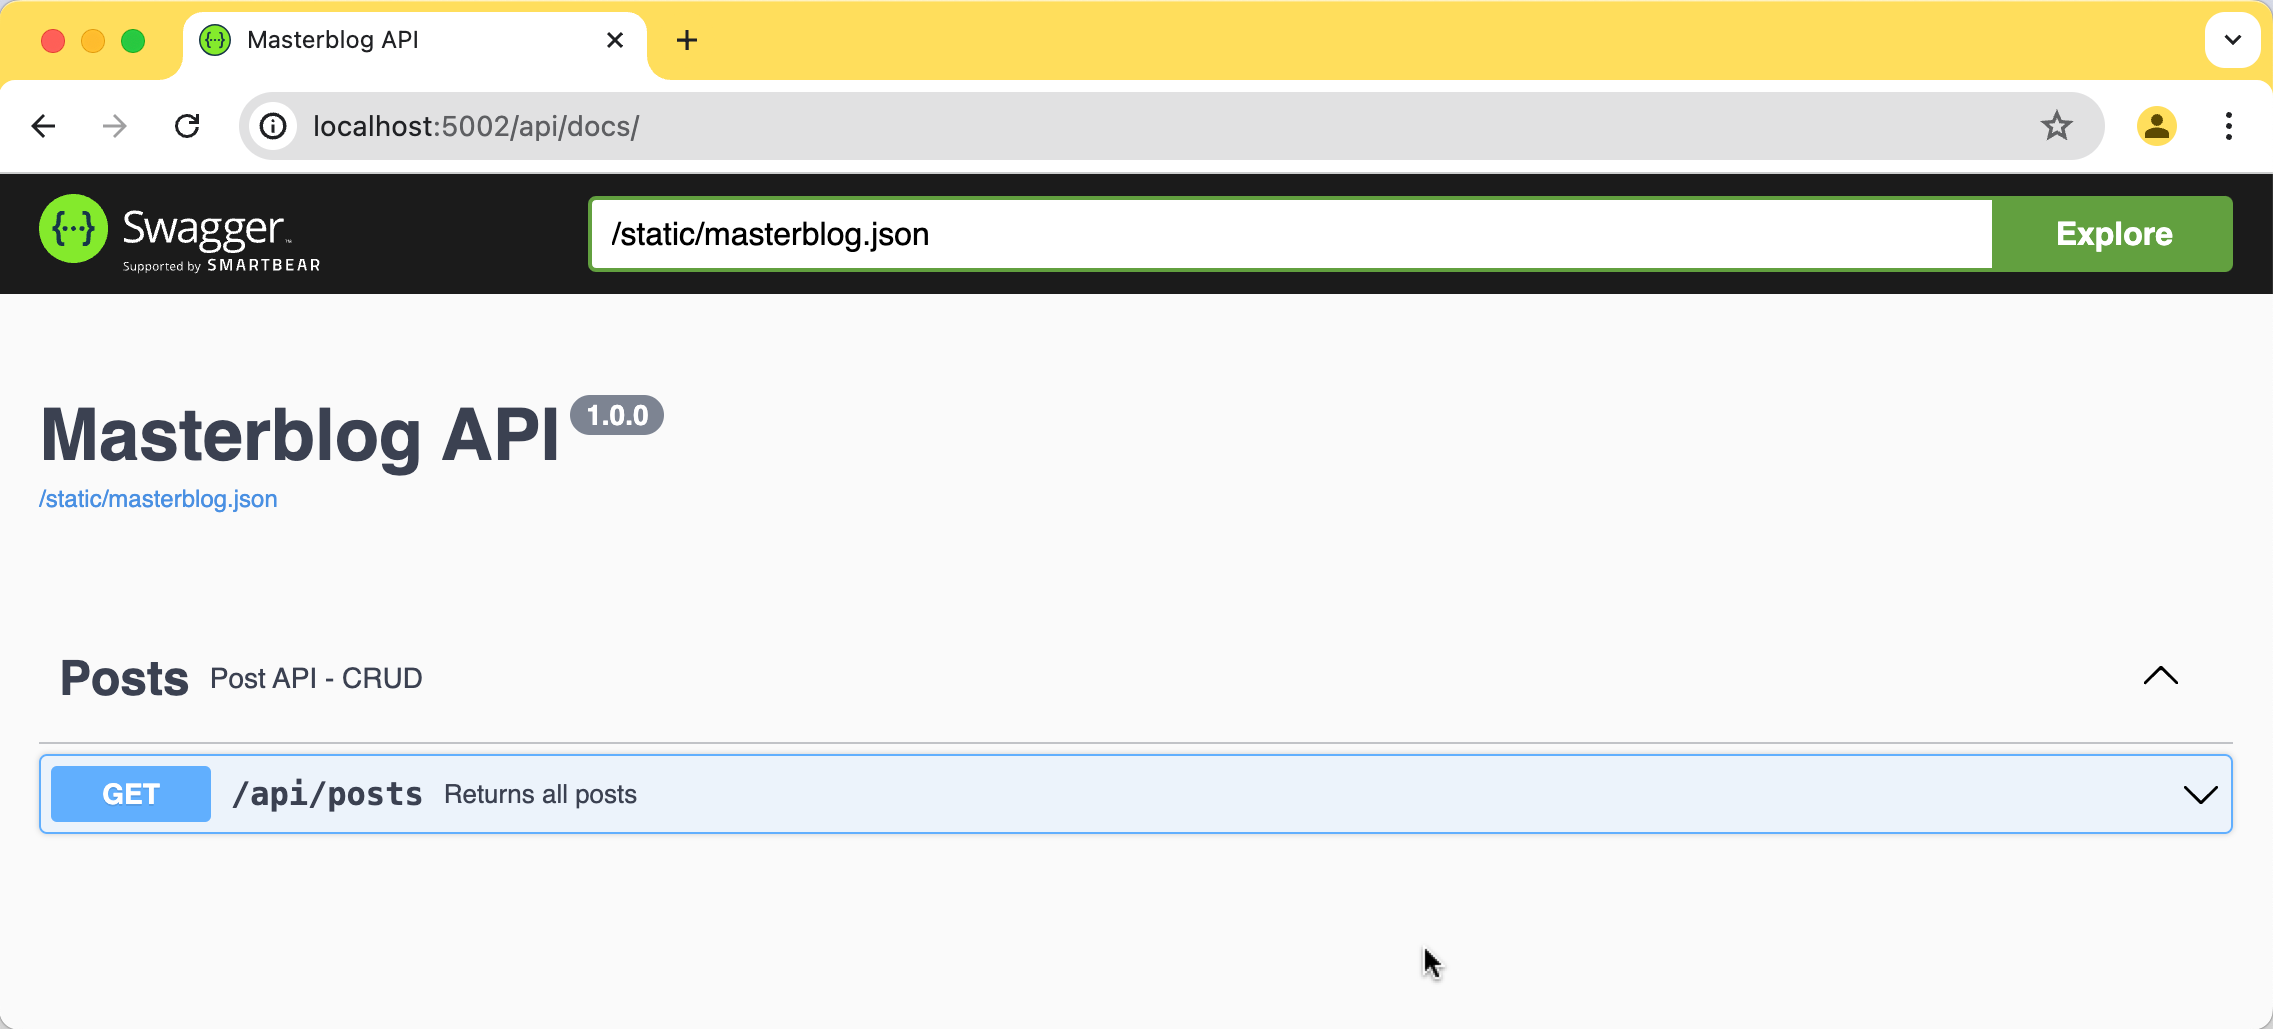 Masterblog API
localhost:5002/api/docs/
{···} Swagger™
Supported by SMARTBEAR
/static/masterblog.json
Explore
Masterblog API 1.0.0
/static/masterblog.json
Posts Post API - CRUD
GET /api/posts Returns all posts